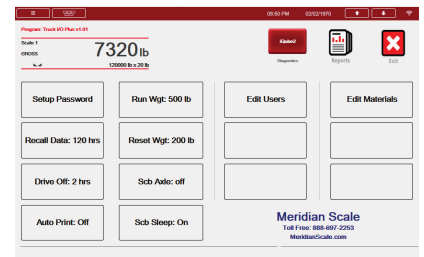 06:50 PM 02/02/1970
Program: Truck I/O Plus v1.01
Scale 1
GROSS
7320 lb
120000 lb x 20 lb
iQube2
Diagnostics
Reports
Exit
Setup Password
Run Wgt: 500 lb
Edit Users
Edit Materials
Recall Data: 120 hrs
Reset Wgt: 200 lb
Drive Off: 2 hrs
Scb Axle: off
Auto Print: Off
Scb Sleep: On
Meridian Scale
Toll Free: 888-697-2253
MeridianScale.com